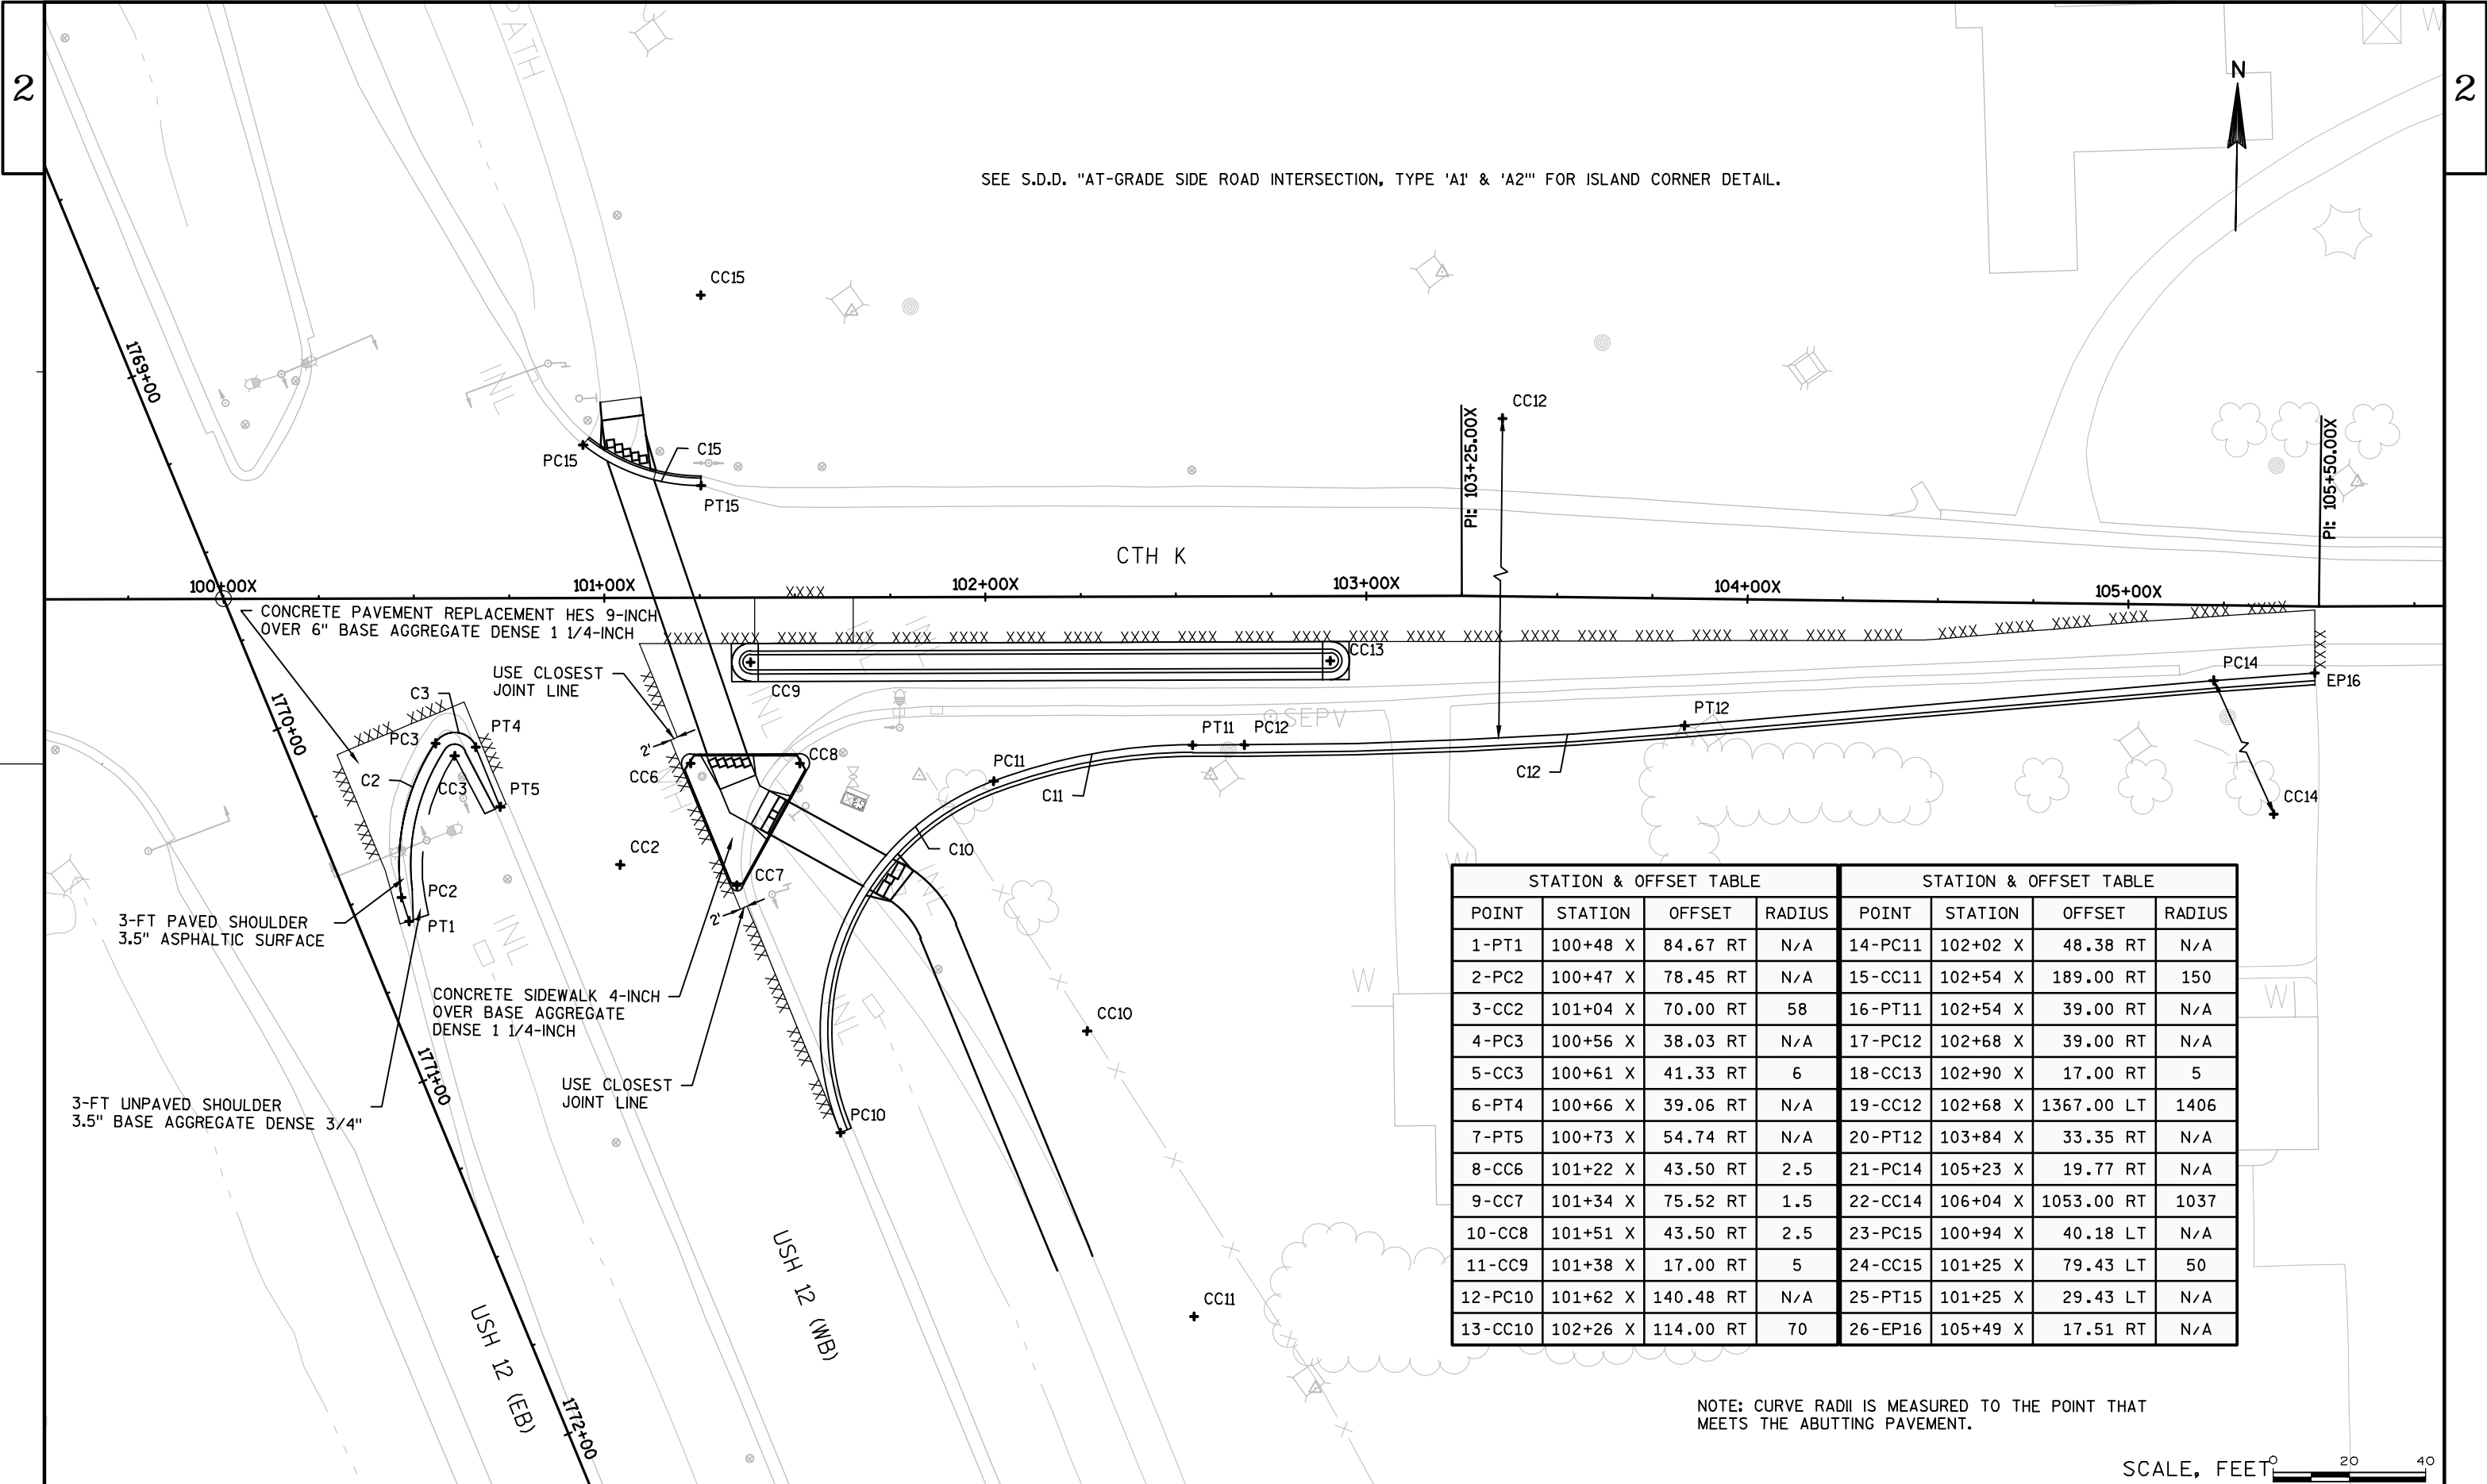 2
2
PATH
W
N
SEE S.D.D. "AT-GRADE SIDE ROAD INTERSECTION, TYPE 'A1' & 'A2'" FOR ISLAND CORNER DETAIL.
CC15
1769+00
INL
CC12
PI: 103+25.00X
PI: 105+50.00X
PC15
C15
PT15
CTH K
100+00X
101+00X
102+00X
103+00X
104+00X
105+00X
CONCRETE PAVEMENT REPLACEMENT HES 9-INCH
OVER 6" BASE AGGREGATE DENSE 1 1/4-INCH
USE CLOSEST
JOINT LINE
CC9
CC13
PC14
EP16
1770+00
C3
PT4
PC3
C2
CC3
PT5
2'
CC6
CC8
SEPV
PT11
PC12
PT12
PC11
C11
C12
CC14
C10
CC2
CC7
PC2
PT1
2'
3-FT PAVED SHOULDER
3.5" ASPHALTIC SURFACE
INL
INL
CONCRETE SIDEWALK 4-INCH
OVER BASE AGGREGATE
DENSE 1 1/4-INCH
CC10
1771+00
USE CLOSEST
JOINT LINE
PC10
3-FT UNPAVED SHOULDER
3.5" BASE AGGREGATE DENSE 3/4"
W
W
USH 12 (WB)
USH 12 (EB)
CC11
1772+00
STATION & OFFSET TABLE STATION & OFFSET TABLE
POINT STATION OFFSET RADIUS POINT STATION OFFSET RADIUS
1-PT1 100+48 X 84.67 RT N/A 14-PC11 102+02 X 48.38 RT N/A
2-PC2 100+47 X 78.45 RT N/A 15-CC11 102+54 X 189.00 RT 150
3-CC2 101+04 X 70.00 RT 58 16-PT11 102+54 X 39.00 RT N/A
4-PC3 100+56 X 38.03 RT N/A 17-PC12 102+68 X 39.00 RT N/A
5-CC3 100+61 X 41.33 RT 6 18-CC13 102+90 X 17.00 RT 5
6-PT4 100+66 X 39.06 RT N/A 19-CC12 102+68 X 1367.00 LT 1406
7-PT5 100+73 X 54.74 RT N/A 20-PT12 103+84 X 33.35 RT N/A
8-CC6 101+22 X 43.50 RT 2.5 21-PC14 105+23 X 19.77 RT N/A
9-CC7 101+34 X 75.52 RT 1.5 22-CC14 106+04 X 1053.00 RT 1037
10-CC8 101+51 X 43.50 RT 2.5 23-PC15 100+94 X 40.18 LT N/A
11-CC9 101+38 X 17.00 RT 5 24-CC15 101+25 X 79.43 LT 50
12-PC10 101+62 X 140.48 RT N/A 25-PT15 101+25 X 29.43 LT N/A
13-CC10 102+26 X 114.00 RT 70 26-EP16 105+49 X 17.51 RT N/A
NOTE: CURVE RADII IS MEASURED TO THE POINT THAT
MEETS THE ABUTTING PAVEMENT.
SCALE, FEET 0 20 40